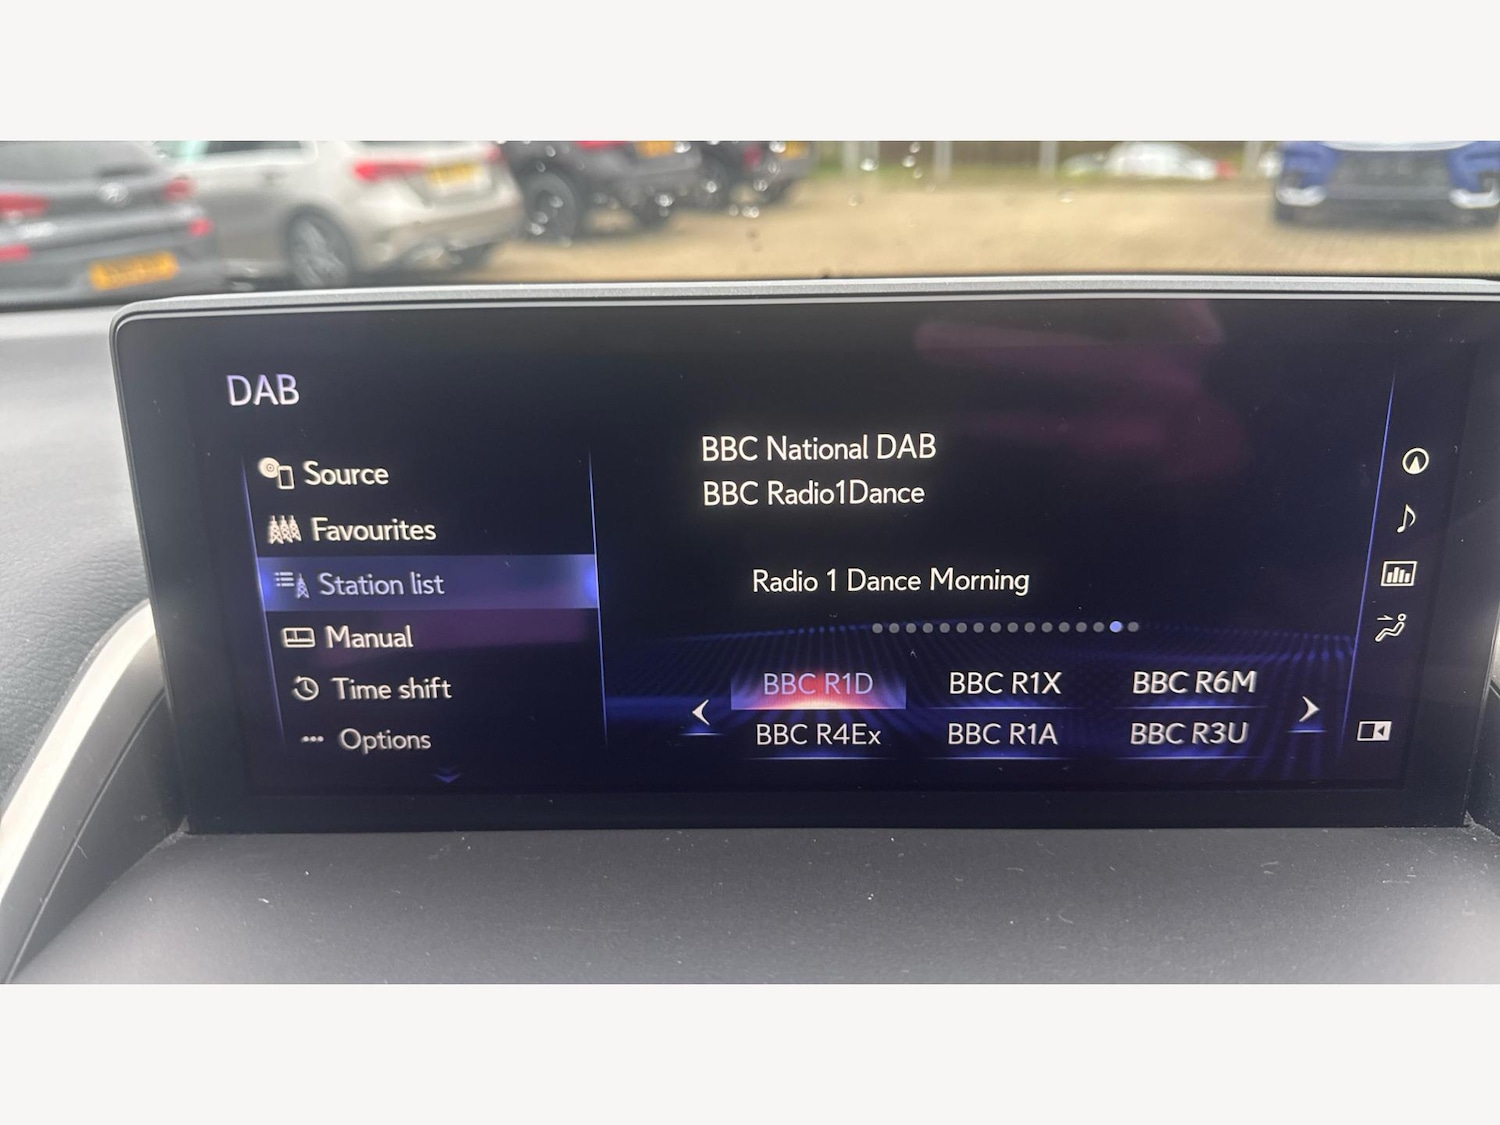 DAB
Source
Favourites
Station list
Manual
Time shift
Options
BBC National DAB
BBC Radio1Dance
Radio 1 Dance Morning
BBC R1D BBC R1X BBC R6M
BBC R4Ex BBC R1A BBC R3U